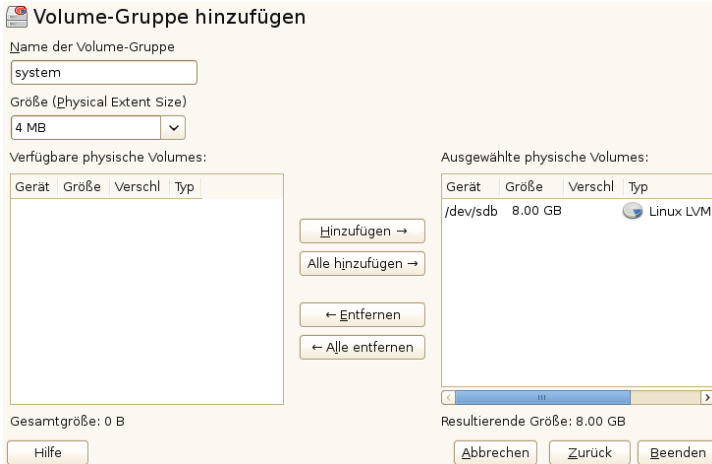 Volume-Gruppe hinzufügen
Name der Volume-Gruppe
system
Größe (Physical Extent Size)
4 MB
Verfügbare physische Volumes:
Gerät Größe Verschl Typ
Hinzufügen →
Alle hinzufügen →
← Entfernen
← Alle entfernen
Gesamtgröße: 0 B
Ausgewählte physische Volumes:
Gerät Größe Verschl Typ
/dev/sdb 8.00 GB Linux LVM
Resultierende Größe: 8.00 GB
Hilfe
Abbrechen
Zurück
Beenden